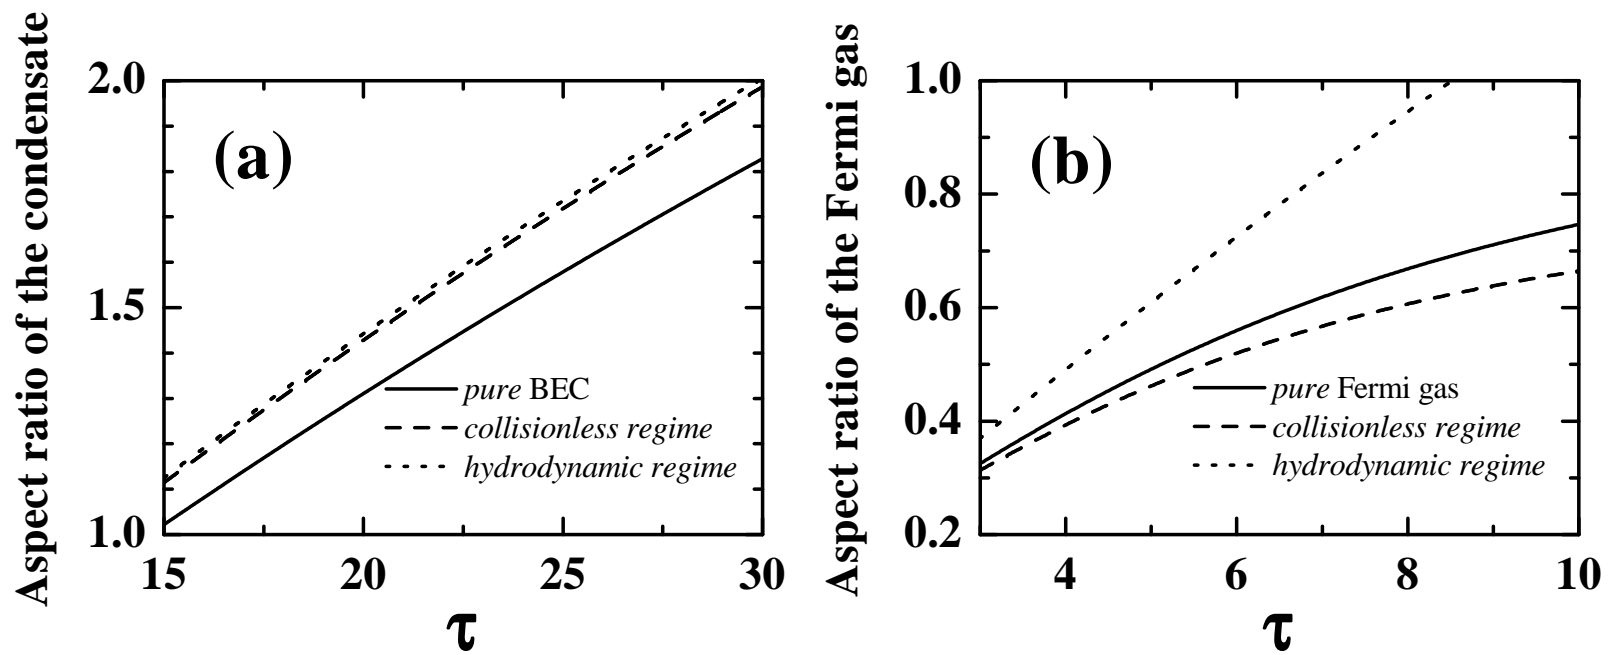 Aspect ratio of the condensate
2.0
1.5
1.0
(a)
pure BEC
collisionless regime
hydrodynamic regime
15 20 25 30
τ
Aspect ratio of the Fermi gas
1.0
0.8
0.6
0.4
0.2
(b)
pure Fermi gas
collisionless regime
hydrodynamic regime
4 6 8 10
τ